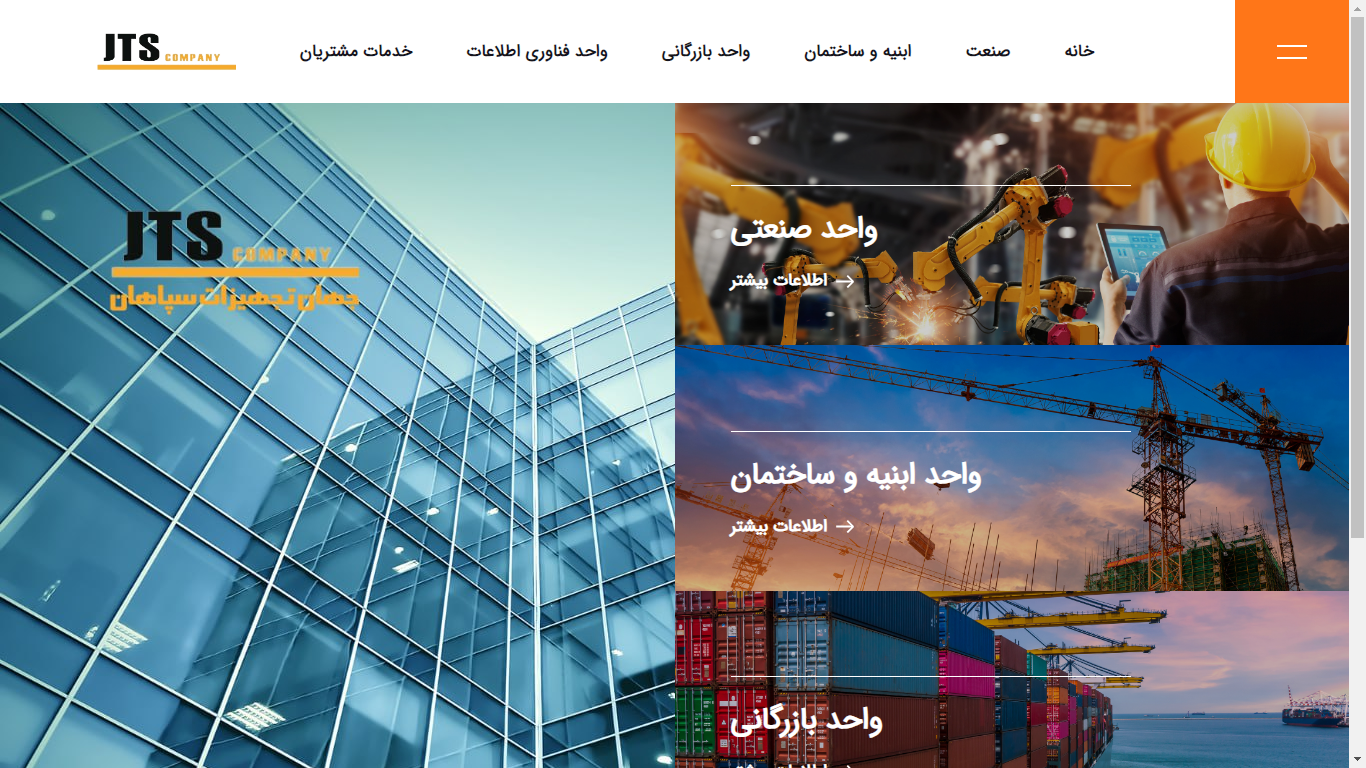 JTS COMPANY
خانه
صنعت
ابنیه و ساختمان
واحد بازرگانی
واحد فناوری اطلاعات
خدمات مشتریان
JTS COMPANY
جهان تجهیزات سپاهان
واحد صنعتی
اطلاعات بیشتر
واحد ابنیه و ساختمان
اطلاعات بیشتر
واحد بازرگانی